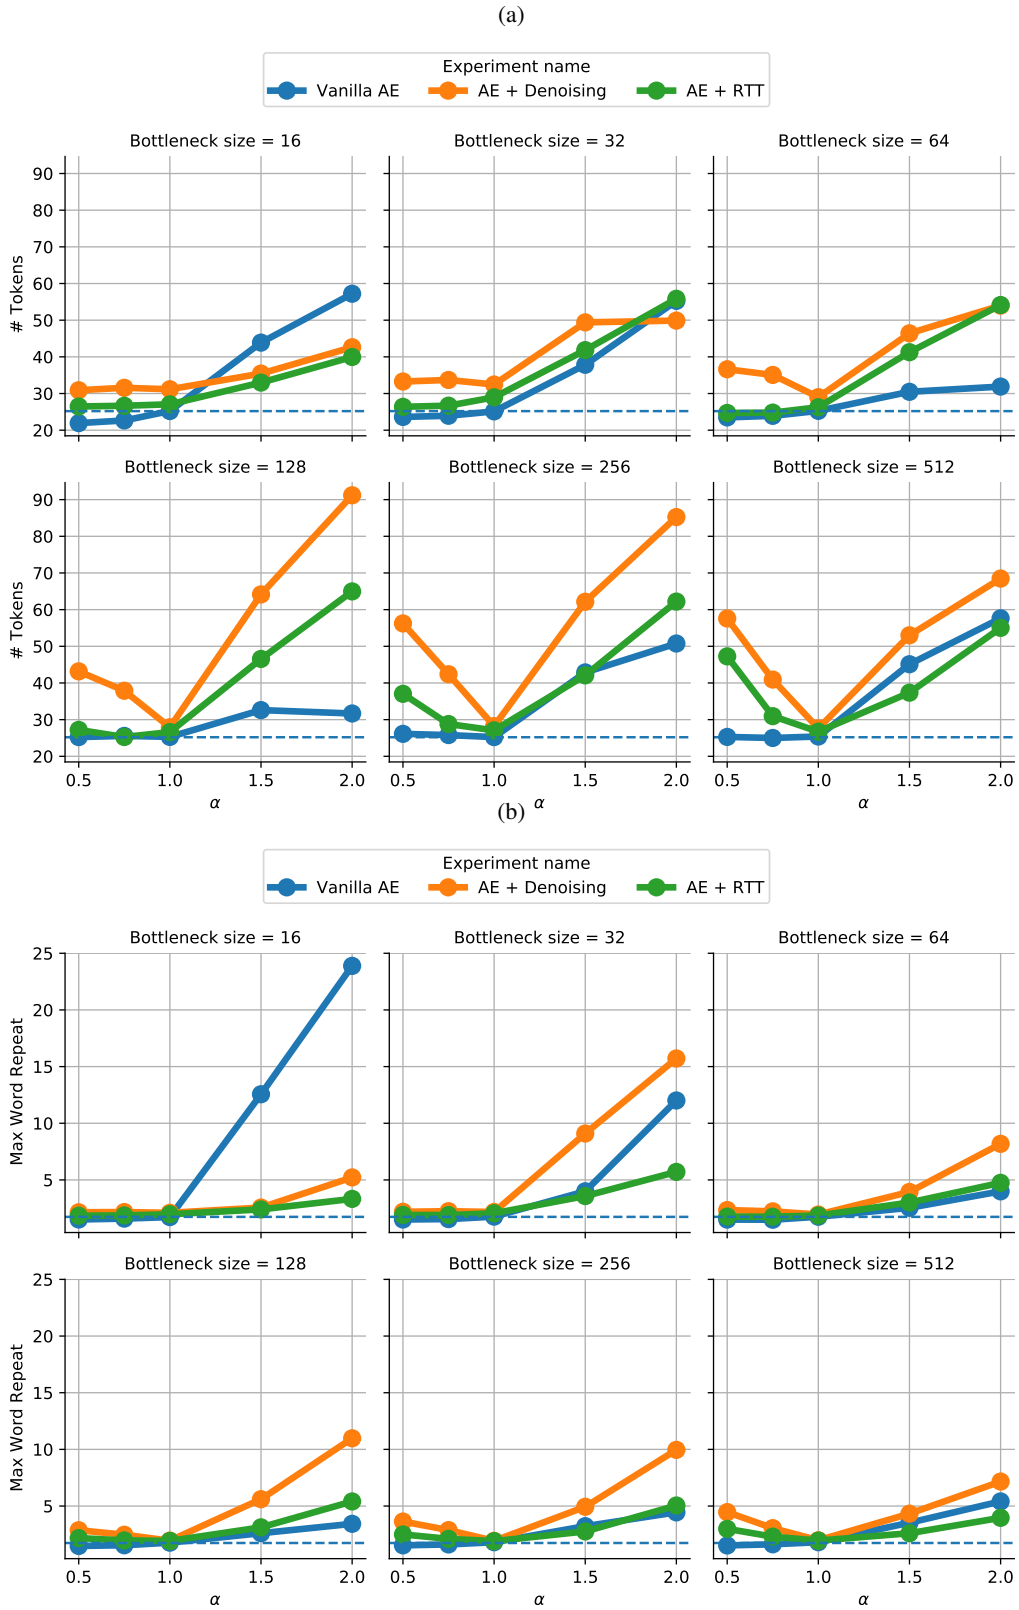 (a)
Experiment name
Vanilla AE AE + Denoising AE + RTT
Bottleneck size = 16 Bottleneck size = 32 Bottleneck size = 64
90
80
70
60
50
40
30
20
# Tokens
Bottleneck size = 128 Bottleneck size = 256 Bottleneck size = 512
90
80
70
60
50
40
30
20
# Tokens
0.5 1.0 1.5 2.0 0.5 1.0 1.5 2.0 0.5 1.0 1.5 2.0
α α α
(b)
Experiment name
Vanilla AE AE + Denoising AE + RTT
Bottleneck size = 16 Bottleneck size = 32 Bottleneck size = 64
25
20
15
10
5
Max Word Repeat
Bottleneck size = 128 Bottleneck size = 256 Bottleneck size = 512
25
20
15
10
5
Max Word Repeat
0.5 1.0 1.5 2.0 0.5 1.0 1.5 2.0 0.5 1.0 1.5 2.0
α α α